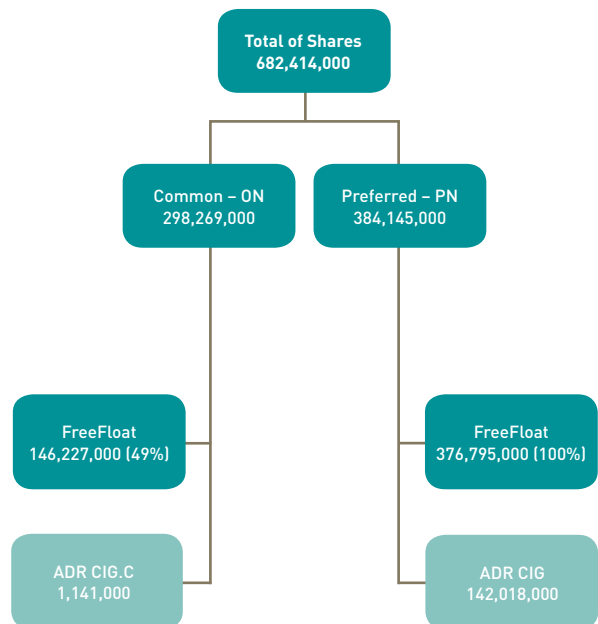 Total of Shares
682,414,000
Common – ON
298,269,000
Preferred – PN
384,145,000
FreeFloat
146,227,000 (49%)
FreeFloat
376,795,000 (100%)
ADR CIG.C
1,141,000
ADR CIG
142,018,000